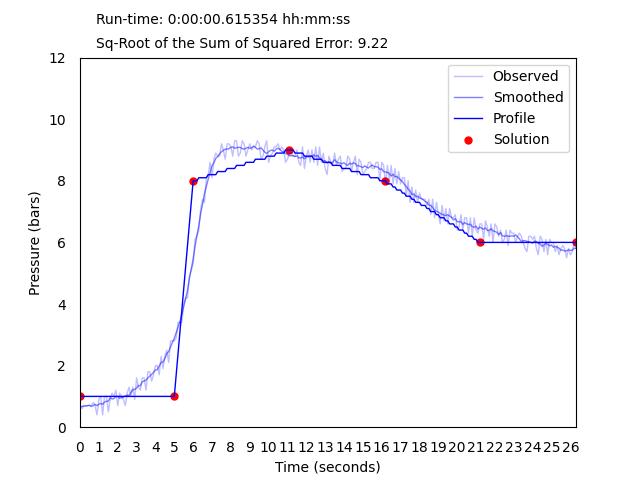 Run-time: 0:00:00.615354 hh:mm:ss
Sq-Root of the Sum of Squared Error: 9.22
12
10
8
6
4
2
0
Pressure (bars)
Observed
Smoothed
Profile
Solution
0 1 2 3 4 5 6 7 8 9 10 11 12 13 14 15 16 17 18 19 20 21 22 23 24 25 26
Time (seconds)